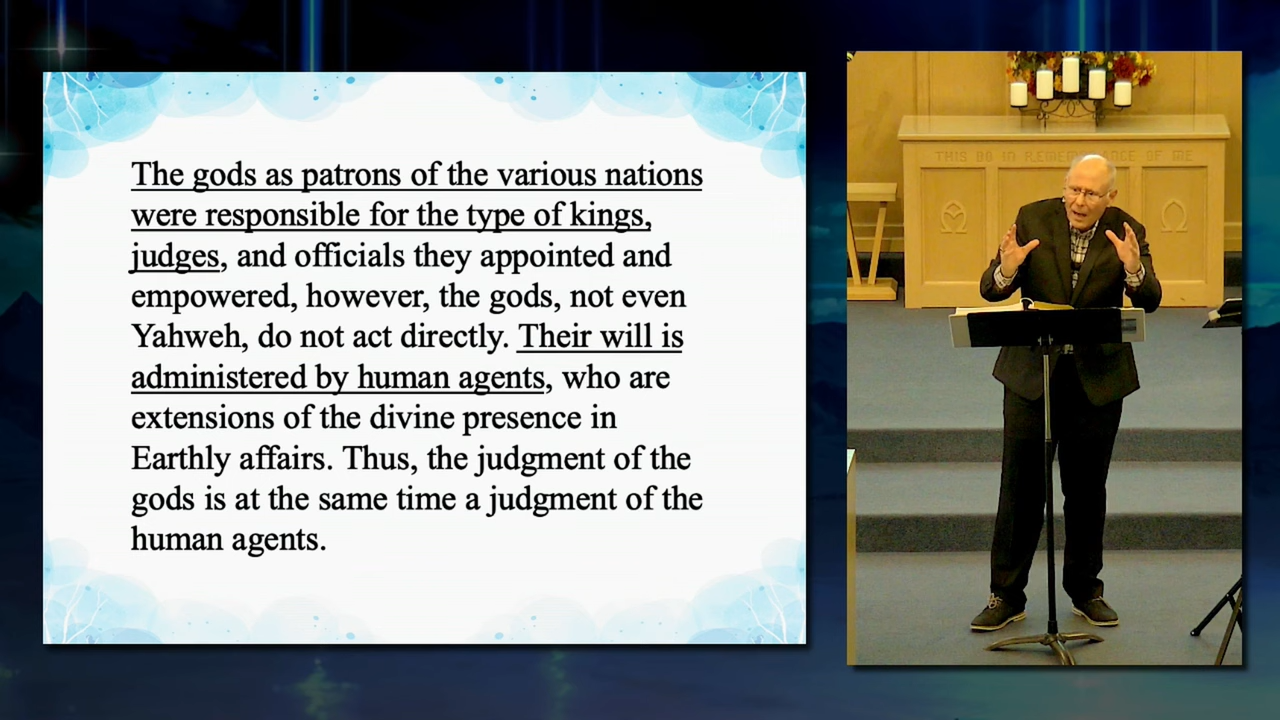 The gods as patrons of the various nations
were responsible for the type of kings,
judges, and officials they appointed and
empowered, however, the gods, not even
Yahweh, do not act directly. Their will is
administered by human agents, who are
extensions of the divine presence in
Earthly affairs. Thus, the judgment of the
gods is at the same time a judgment of the
human agents.
THIS DO IN REMEMBRANCE OF ME